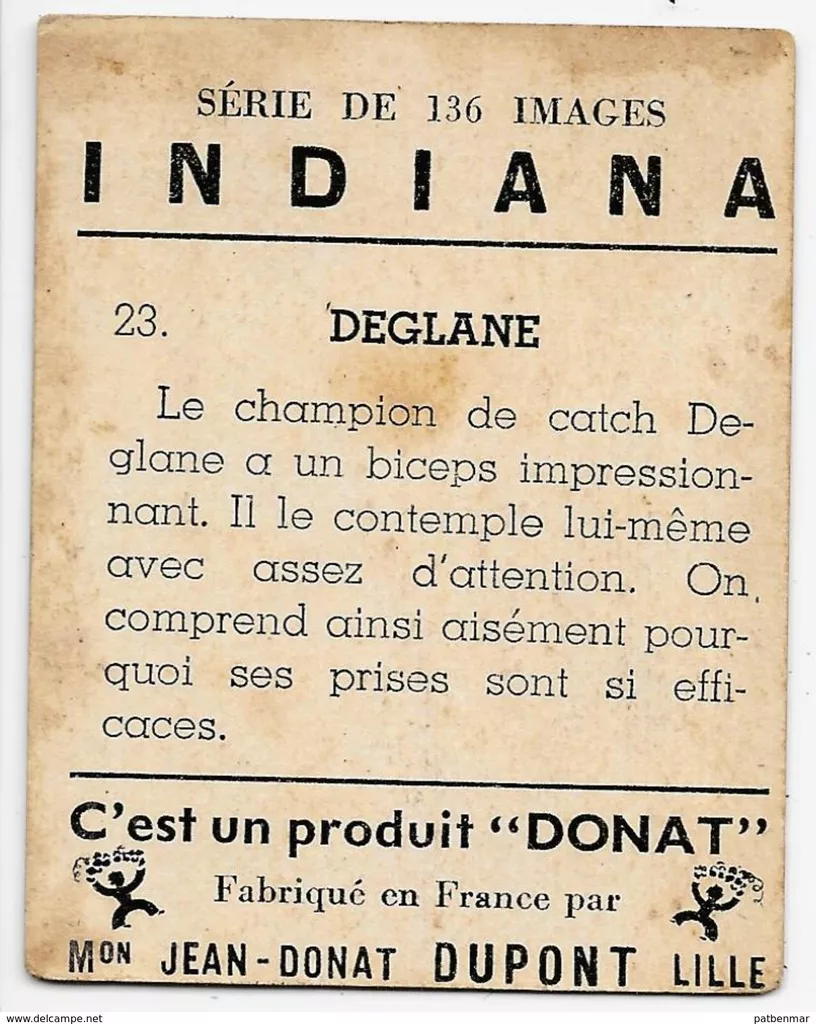 SÉRIE DE 136 IMAGES
INDIANA
23. DEGLANE
Le champion de catch De-
glane a un biceps impression-
nant. Il le contemple lui-même
avec assez d'attention. On
comprend ainsi aisément pour-
quoi ses prises sont si effi-
caces.
C'est un produit “DONAT”
Fabriqué en France par
Mon JEAN-DONAT DUPONT LILLE
delcampe.net
patbenmar